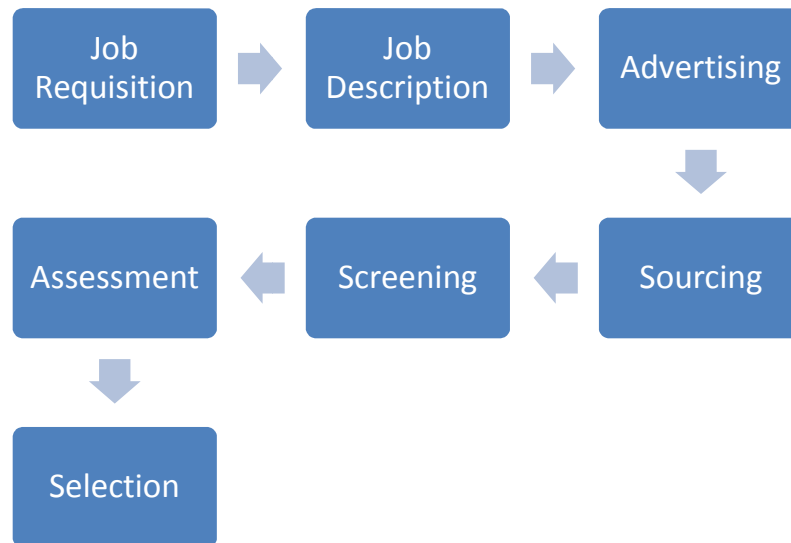 Job
Requisition
Job
Description
Advertising
Sourcing
Screening
Assessment
Selection